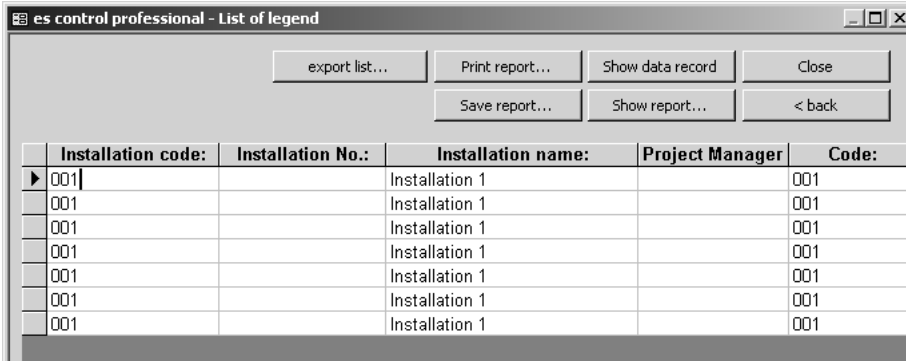 es control professional - List of legend
export list... Print report... Show data record Close
Save report... Show report... < back
Installation code: Installation No.: Installation name: Project Manager Code:
001 Installation 1 001
001 Installation 1 001
001 Installation 1 001
001 Installation 1 001
001 Installation 1 001
001 Installation 1 001
001 Installation 1 001